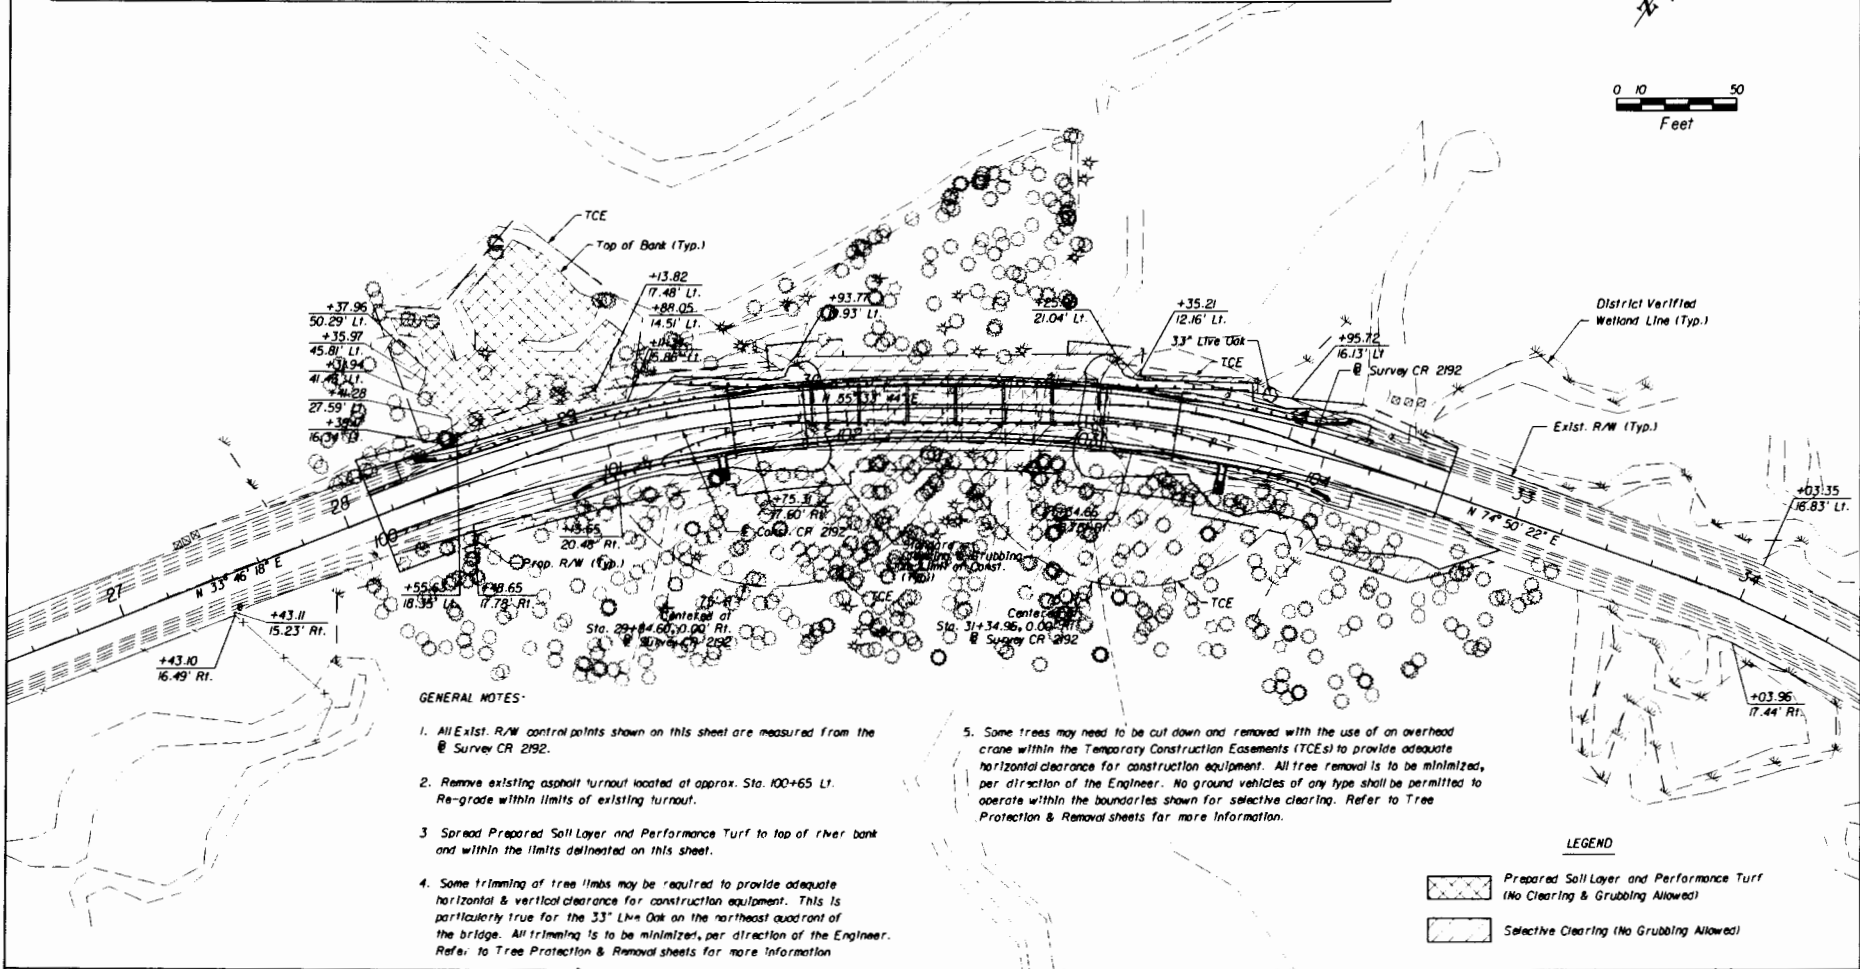 0 10 50
Feet
TCE
Top of Bank (Typ.)
+13.82
17.48' Lt.
+88.05
14.51' Lt.
+37.96
50.29' Lt.
+35.97
45.81' Lt.
27.59' Lt.
+93.77
21.04' Lt.
+35.21
12.16' Lt.
33" Live Oak
TCE
+95.72
16.13' Lt
₢ Survey CR 2192
District Verified
Wetland Line (Typ.)
Exist. R/W (Typ.)
+03.35
16.83' Lt.
27
28
29
33
34
100
101
104
N 33° 46' 18" E
N 55° 33' 44" E
N 74° 50' 22" E
+75.31
17.60' Rt.
20.48' Rt.
₢ Const. CR 2192
Prop. R/W (Typ.)
18.35' Lt.
+48.65
17.78' Rt
+43.11
15.23' Rt.
+43.10
16.49' Rt.
Centered at
Sta. 29+84.60, 0.00' Rt.
₢ Survey CR 2192
TCE
Sta. 31+34.96, 0.00' Rt.
₢ Survey CR 2192
TCE
+03.96
17.44' Rt.
GENERAL NOTES:
1. All Exist. R/W control points shown on this sheet are measured from the
₢ Survey CR 2192.
2. Remove existing asphalt turnout located at approx. Sta. 100+65 Lt.
Re-grade within limits of existing turnout.
3 Spread Prepared Soil Layer and Performance Turf to top of river bank
and within the limits delineated on this sheet.
4. Some trimming of tree limbs may be required to provide adequate
horizontal & vertical clearance for construction equipment. This is
particularly true for the 33" Live Oak on the northeast quadrant of
the bridge. All trimming is to be minimized, per direction of the Engineer.
Refer to Tree Protection & Removal sheets for more information
5. Some trees may need to be cut down and removed with the use of an overhead
crane within the Temporary Construction Easements (TCEs) to provide adequate
horizontal clearance for construction equipment. All tree removal is to be minimized,
per direction of the Engineer. No ground vehicles of any type shall be permitted to
operate within the boundaries shown for selective clearing. Refer to Tree
Protection & Removal sheets for more information.
LEGEND
Prepared Soil Layer and Performance Turf
(No Clearing & Grubbing Allowed)
Selective Clearing (No Grubbing Allowed)